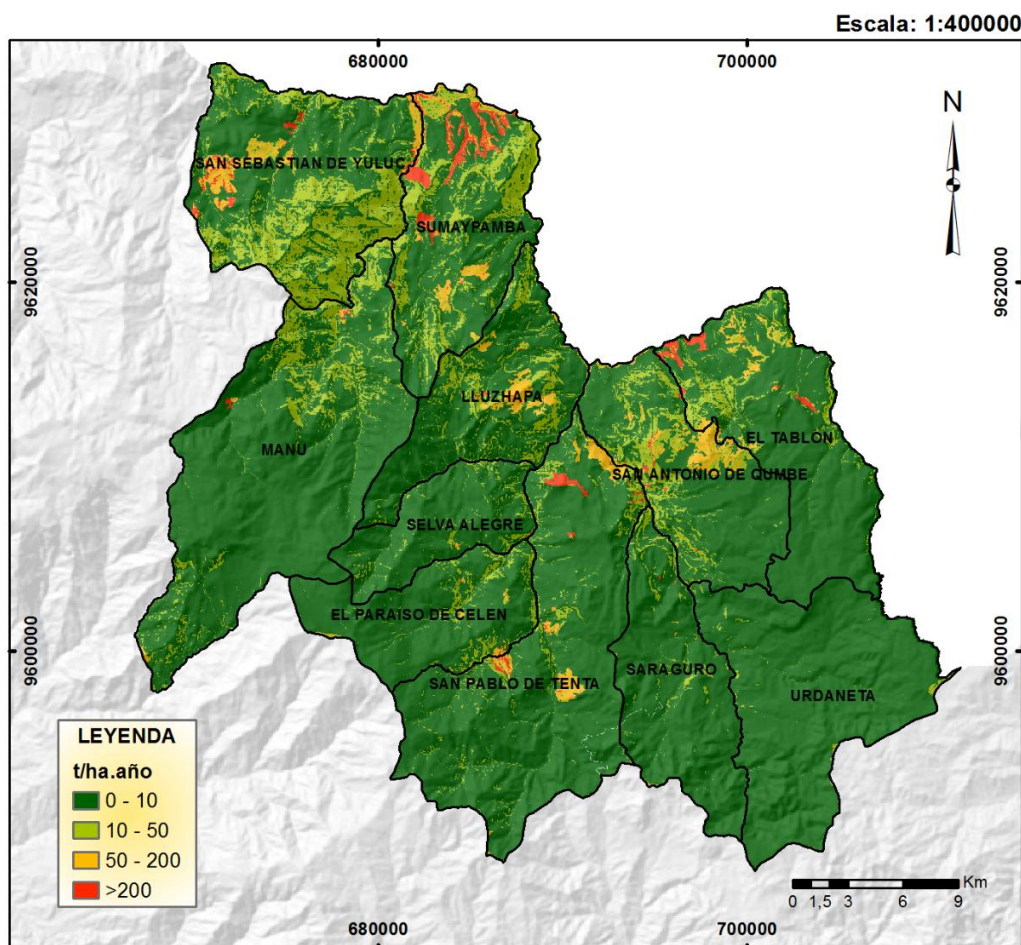 Escala: 1:400000
680000
700000
N
SAN SEBASTIAN DE YULUC
SUMAYPAMBA
9620000
9620000
LLUZHAPA
MANU
EL TABLON
SAN ANTONIO DE QUMBE
SELVA ALEGRE
EL PARAISO DE CELEN
9600000
9600000
SAN PABLO DE TENTA
SARAGURO
URDANETA
LEYENDA
t/ha.año
0 - 10
10 - 50
50 - 200
>200
Km
0 1,5 3 6 9
680000
700000